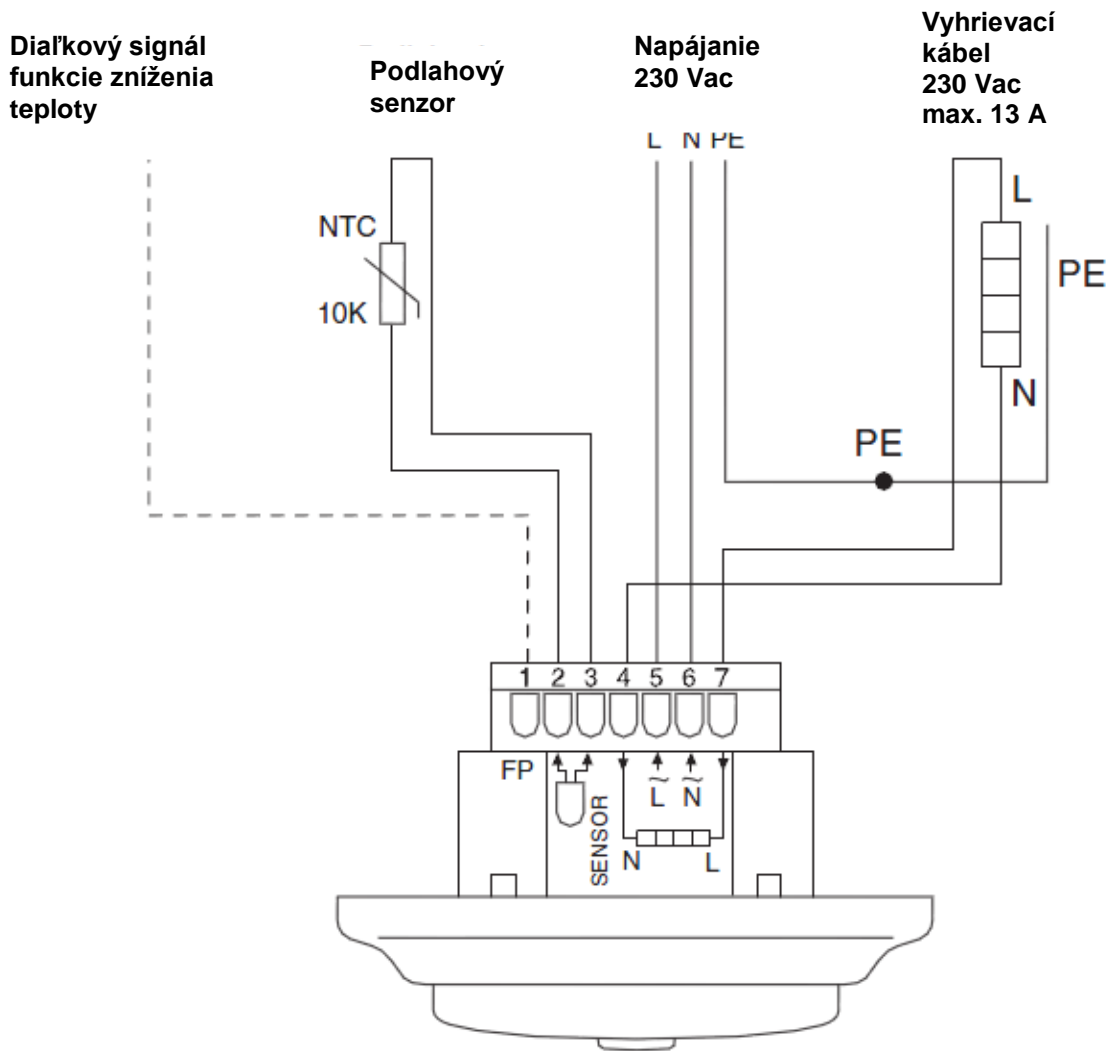 Diaľkový signál
funkcie zníženia
teploty
Podlahový
senzor
Napájanie
230 Vac
Vyhrievací
kábel
230 Vac
max. 13 A
L N PE
NTC
10K
L
PE
N
PE
1 2 3 4 5 6 7
FP
SENSOR
~ ~
L N
N L